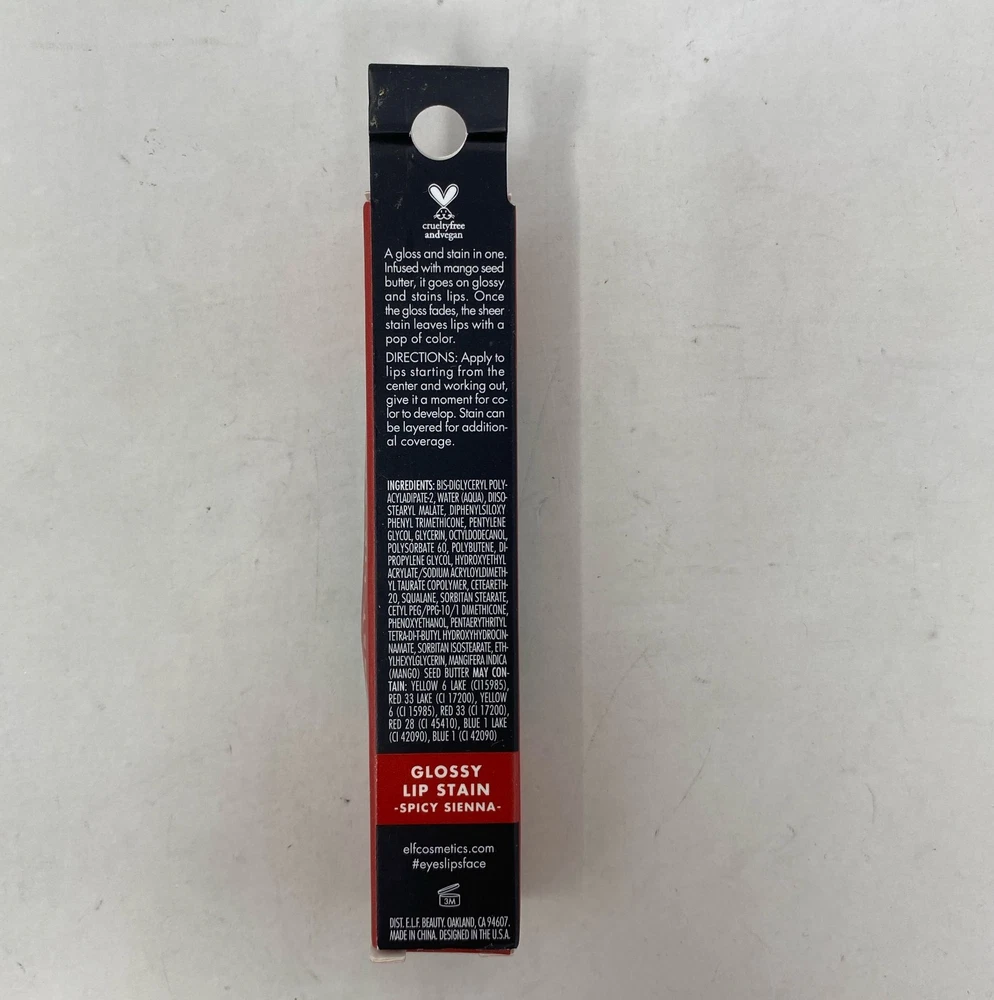 crueltyfree
andvegan
A gloss and stain in one.
Infused with mango seed
butter, it goes on glossy
and stains lips. Once
the gloss fades, the sheer
stain leaves lips with a
pop of color.
DIRECTIONS: Apply to
lips starting from the
center and working out,
give it a moment for co-
lor to develop. Stain can
be layered for addition-
al coverage.
INGREDIENTS: BIS-DIGLYCERYL POLY-
ACYLADIPATE-2, WATER (AQUA), DIISO-
STEARYL MALATE, DIPHENYLSILOXY
PHENYL TRIMETHICONE, PENTYLENE
GLYCOL, GLYCERIN, OCTYLDODECANOL,
POLYSORBATE 60, POLYBUTENE, DI-
PROPYLENE GLYCOL, HYDROXYETHYL
ACRYLATE/SODIUM ACRYLOYLDIMETH-
YL TAURATE COPOLYMER, CETEARETH-
20, SQUALANE, SORBITAN STEARATE,
CETYL PEG/PPG-10/1 DIMETHICONE,
PHENOXYETHANOL, PENTAERYTHRITYL
TETRA-DI-T-BUTYL HYDROXYHYDROCIN-
NAMATE, SORBITAN ISOSTEARATE, ETH-
YLHEXYLGLYCERIN, MANGIFERA INDICA
(MANGO) SEED BUTTER MAY CON-
TAIN: YELLOW 6 LAKE (CI15985),
RED 33 LAKE (CI 17200), YELLOW
6 (CI 15985), RED 33 (CI 17200),
RED 28 (CI 45410), BLUE 1 LAKE
(CI 42090), BLUE 1 (CI 42090)
GLOSSY
LIP STAIN
-SPICY SIENNA-
elfcosmetics.com
#eyeslipsface
3M
DIST. E.L.F. BEAUTY. OAKLAND, CA 94607.
MADE IN CHINA. DESIGNED IN THE U.S.A.